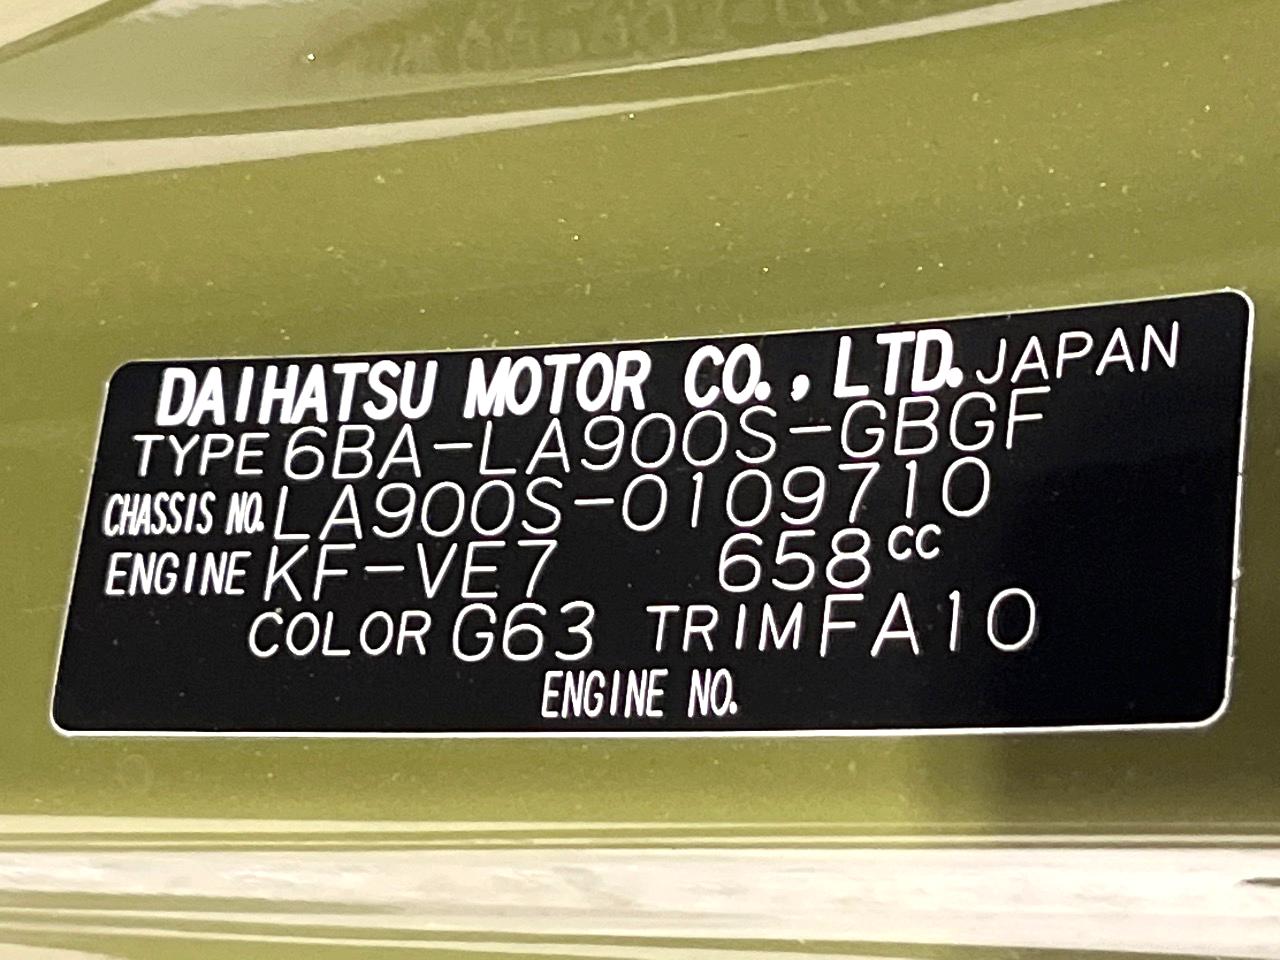 DAIHATSU MOTOR CO., LTD. JAPAN
TYPE 6BA-LA900S-GBGF
CHASSIS NO. LA900S-0109710
ENGINE KF-VE7 658cc
COLOR G63 TRIM FA10
ENGINE NO.